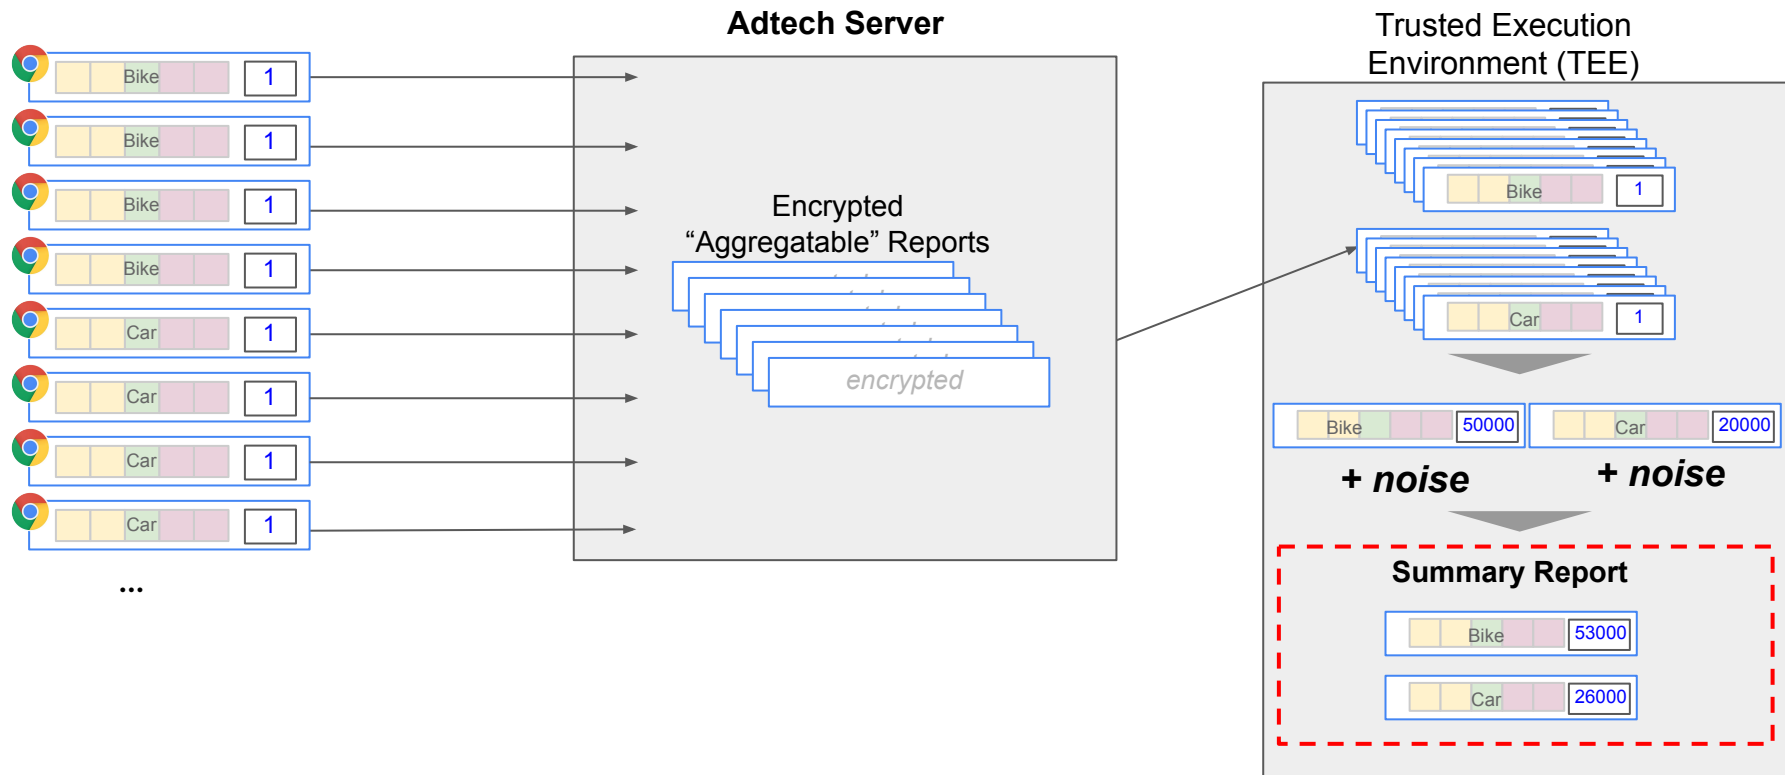 Adtech Server
Trusted Execution
Environment (TEE)
Bike 1
Bike 1
Bike 1
Bike 1
Car 1
Car 1
Car 1
Car 1
...
Encrypted
“Aggregatable” Reports
encrypted
Bike 1
Car 1
Bike 50000
Car 20000
+ noise
+ noise
Summary Report
Bike 53000
Car 26000